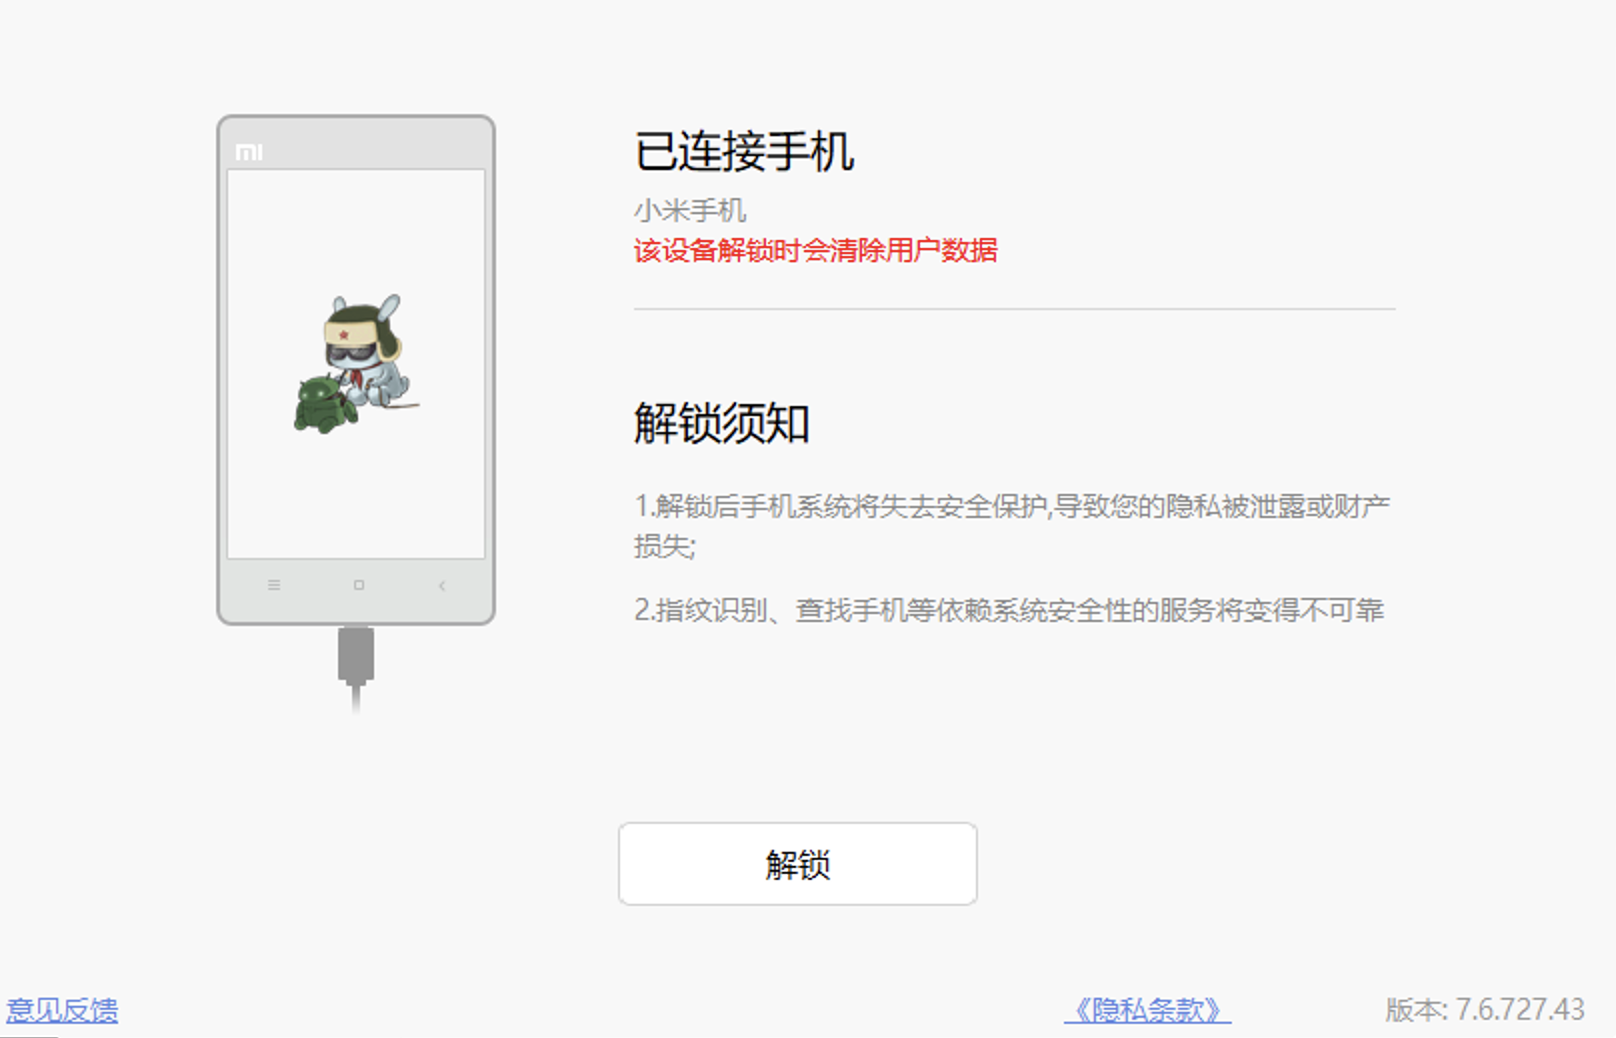 mi
已连接手机
小米手机
该设备解锁时会清除用户数据
解锁须知
1.解锁后手机系统将失去安全保护,导致您的隐私被泄露或财产
损失;
2.指纹识别、查找手机等依赖系统安全性的服务将变得不可靠
解锁
意见反馈
《隐私条款》
版本: 7.6.727.43